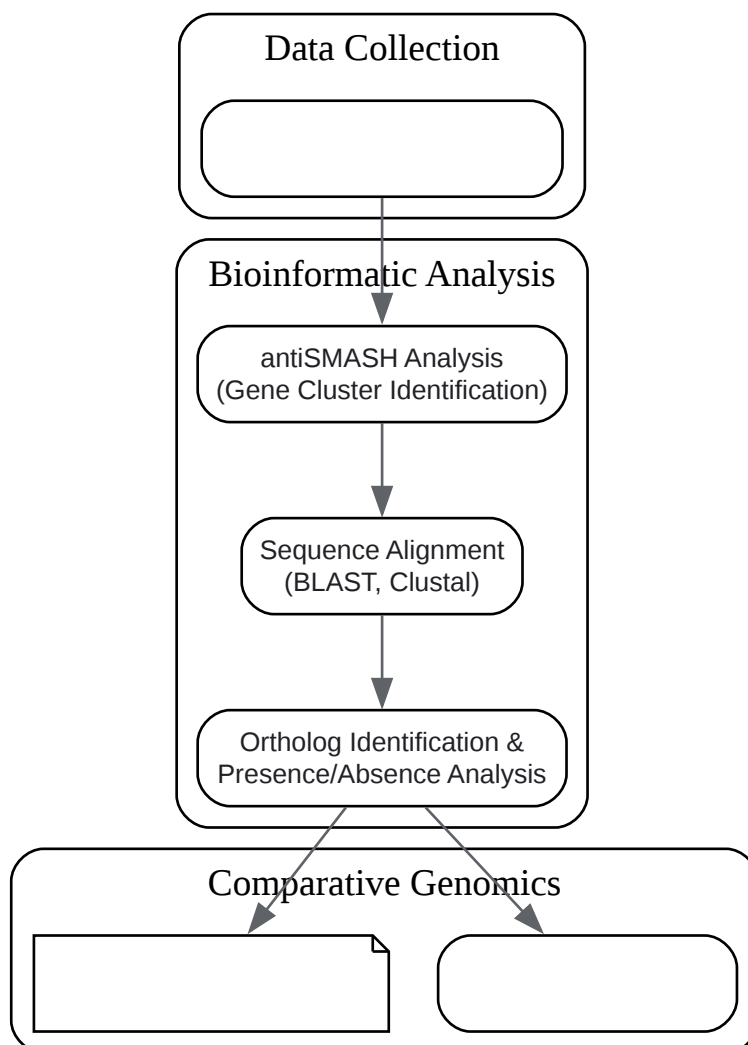 Data Collection
Bioinformatic Analysis
antiSMASH Analysis
(Gene Cluster Identification)
Sequence Alignment
(BLAST, Clustal)
Ortholog Identification &
Presence/Absence Analysis
Comparative Genomics